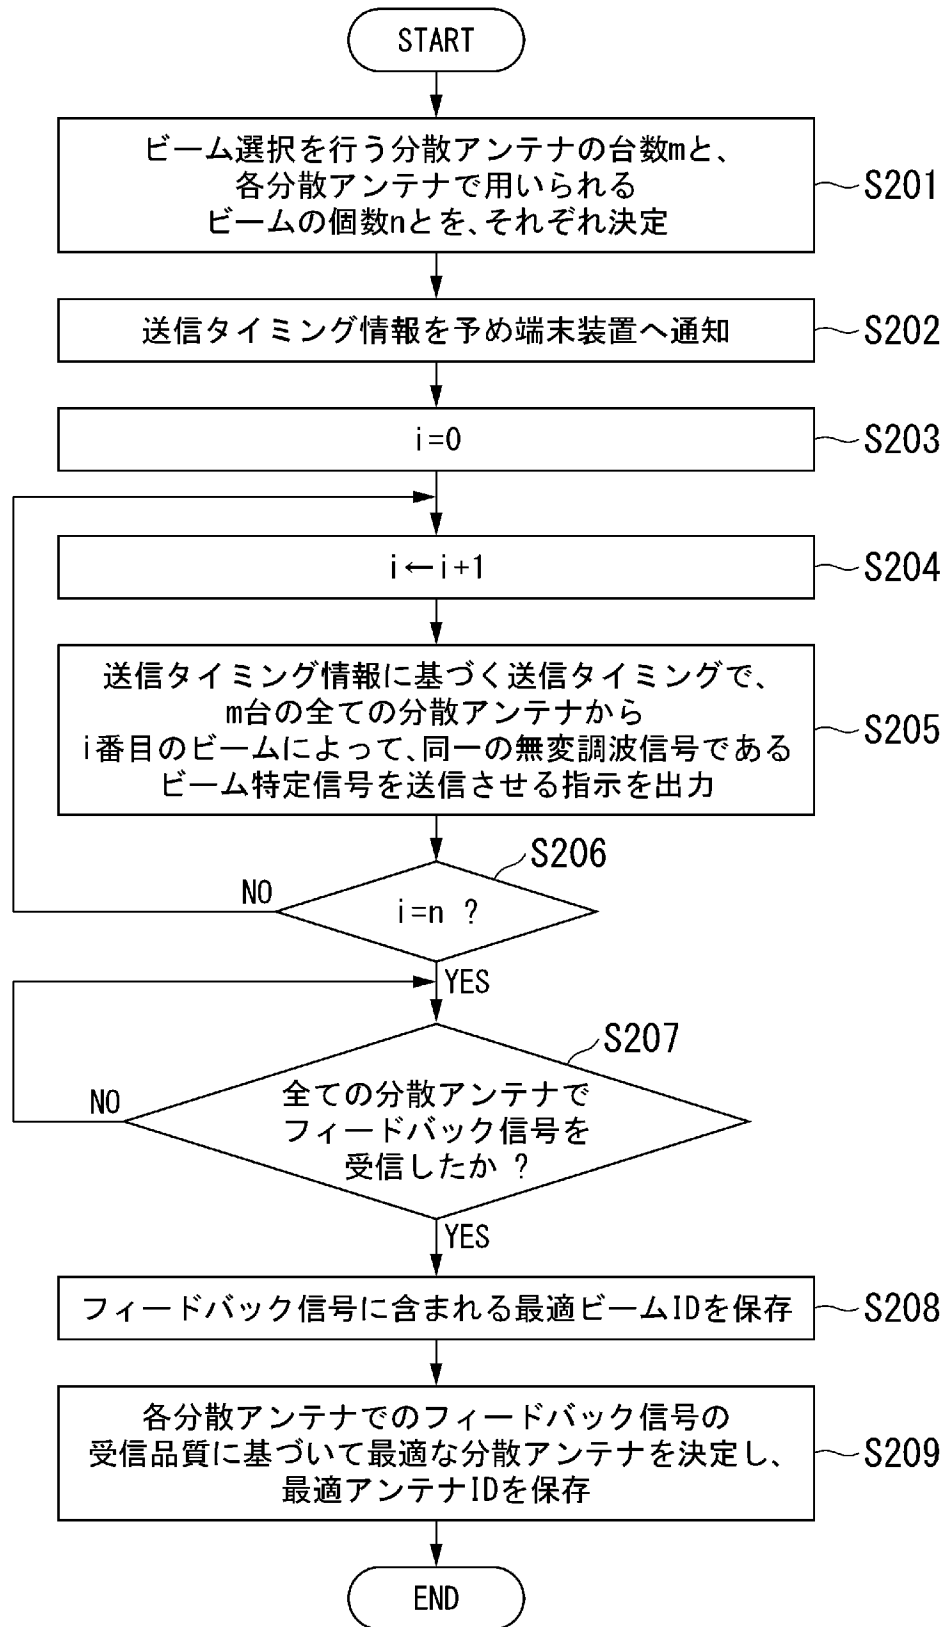 START
ビーム選択を行う分散アンテナの台数mと、
各分散アンテナで用いられる
ビームの個数nとを、それぞれ決定
S201
送信タイミング情報を予め端末装置へ通知
S202
i=0
S203
i←i+1
S204
送信タイミング情報に基づく送信タイミングで、
m台の全ての分散アンテナから
i番目のビームによって、同一の無変調波信号である
ビーム特定信号を送信させる指示を出力
S205
S206
NO
i=n ?
YES
S207
NO
全ての分散アンテナで
フィードバック信号を
受信したか ?
YES
フィードバック信号に含まれる最適ビームIDを保存
S208
各分散アンテナでのフィードバック信号の
受信品質に基づいて最適な分散アンテナを決定し、
最適アンテナIDを保存
S209
END